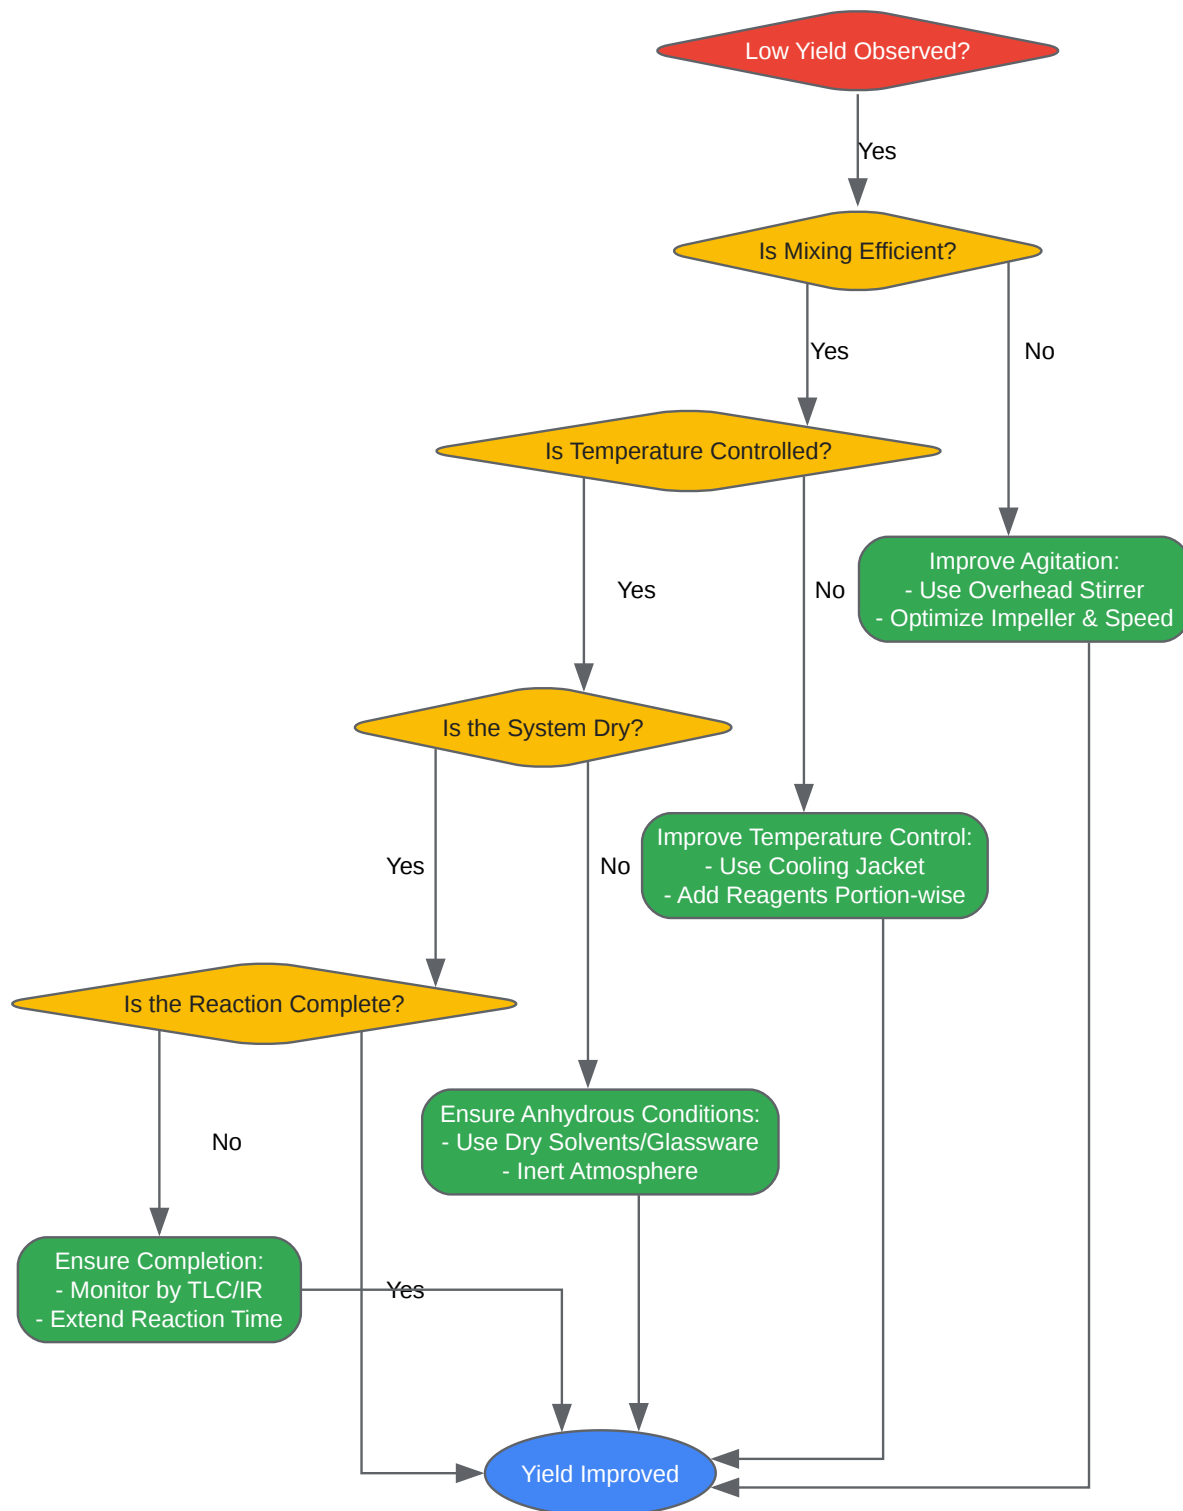 Low Yield Observed?
Yes
Is Mixing Efficient?
Yes
No
Is Temperature Controlled?
Improve Agitation:
- Use Overhead Stirrer
- Optimize Impeller & Speed
Yes
No
Is the System Dry?
Improve Temperature Control:
- Use Cooling Jacket
- Add Reagents Portion-wise
Yes
No
Is the Reaction Complete?
Ensure Anhydrous Conditions:
- Use Dry Solvents/Glassware
- Inert Atmosphere
No
Ensure Completion:
- Monitor by TLC/IR
- Extend Reaction Time
Yes
Yield Improved